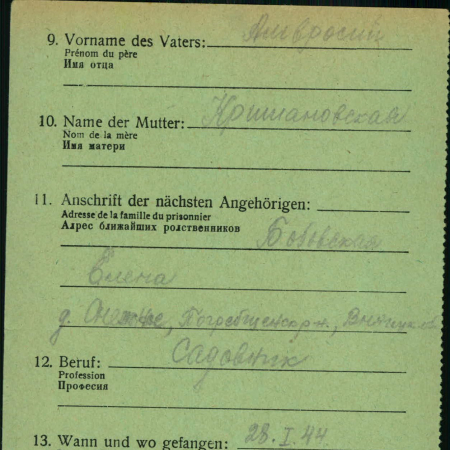 9. Vorname des Vaters: Амвросий
Prénom du père
Имя отца
10. Name der Mutter: Кришановская
Nom de la mère
Имя матери
11. Anschrift der nächsten Angehörigen:
Adresse de la famille du prisonnier
Адрес ближайших родственников
Елена
д. Погребищенск. р-н.,
12. Beruf: Садовник
Profession
Професия
13. Wann und wo gefangen: 28.I.44